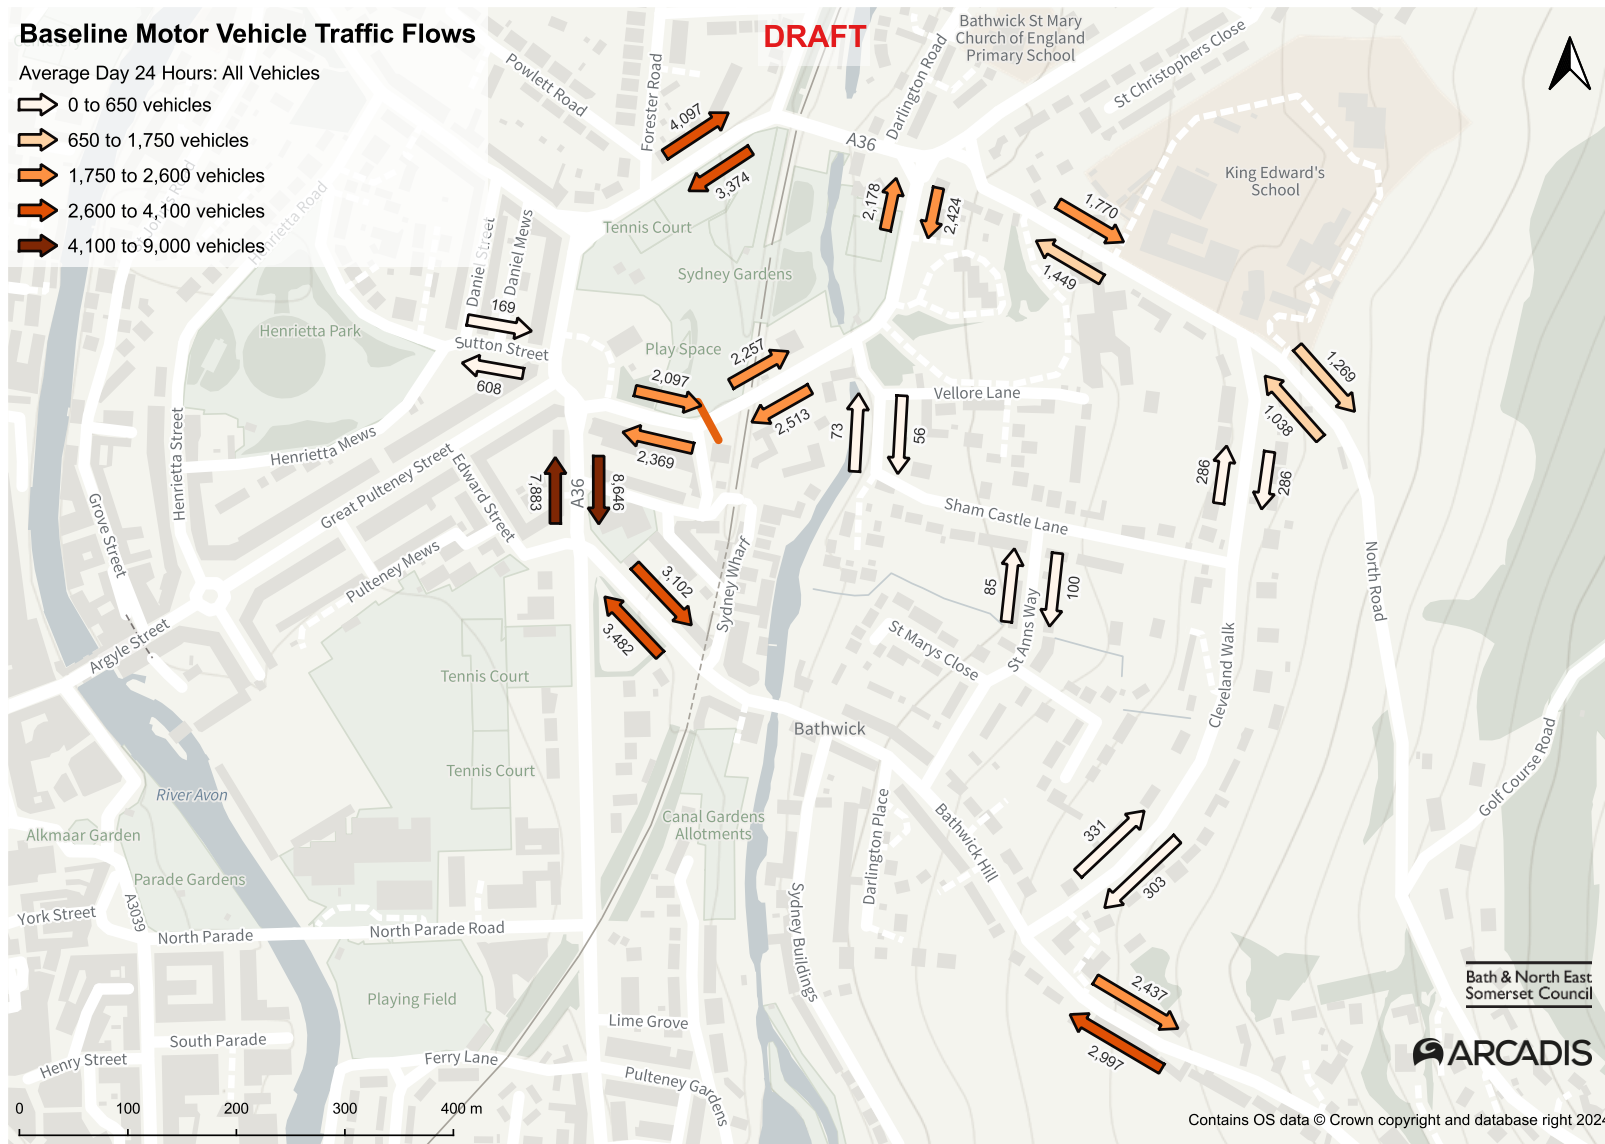 Baseline Motor Vehicle Traffic Flows
Average Day 24 Hours: All Vehicles
0 to 650 vehicles
650 to 1,750 vehicles
1,750 to 2,600 vehicles
2,600 to 4,100 vehicles
4,100 to 9,000 vehicles
DRAFT
Bathwick St Mary
Church of England
Primary School
St Christophers Close
Darlington Road
Powlett Road
Forester Road
4,097
3,374
A36
King Edward's
School
Henrietta Road
Daniel Street
Daniel Mews
Tennis Court
Sydney Gardens
2,178
2,424
1,770
1,449
169
Sutton Street
608
Henrietta Park
Play Space
2,257
2,097
2,513
2,369
Vellore Lane
73
56
1,269
1,038
286
286
Henrietta Street
Henrietta Mews
Great Pulteney Street
Edward Street
7,883
A36
8,646
Grove Street
Pulteney Mews
Sham Castle Lane
Sydney Wharf
3,102
3,482
85
100
St Anns Way
St Marys Close
North Road
Cleveland Walk
Argyle Street
Tennis Court
Bathwick
Tennis Court
River Avon
Golf Course Road
Alkmaar Garden
Canal Gardens
Allotments
Darlington Place
Bathwick Hill
331
303
Parade Gardens
York Street
A3039
North Parade
North Parade Road
Sydney Buildings
2,437
2,997
Playing Field
Lime Grove
South Parade
Henry Street
Ferry Lane
Pulteney Gardens
Bath & North East
Somerset Council
ARCADIS
0 100 200 300 400 m
Contains OS data © Crown copyright and database right 2024